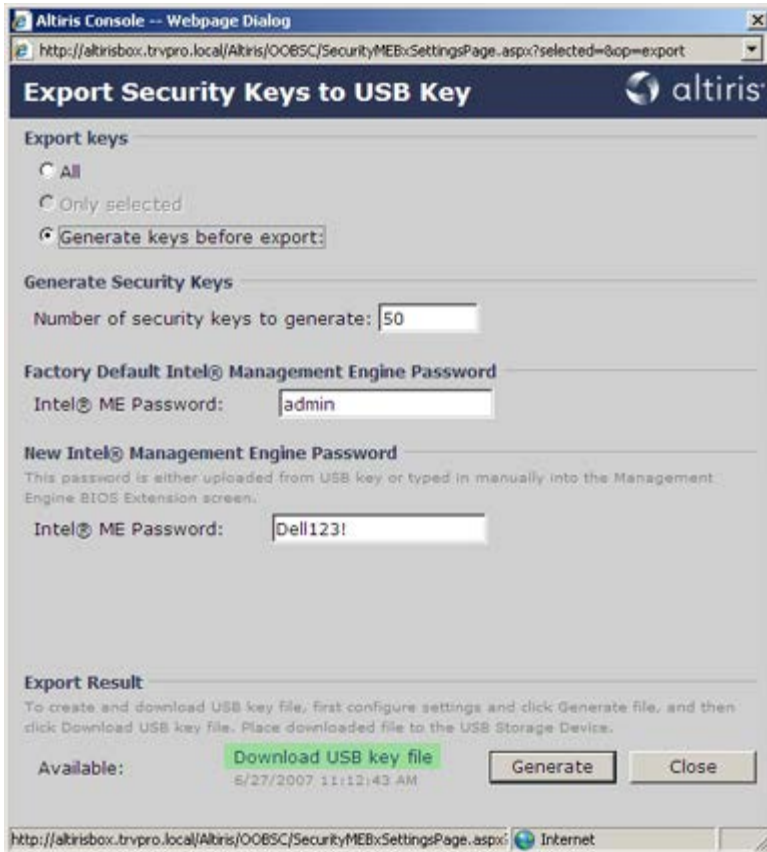 Altiris Console -- Webpage Dialog
http://altirisbox.trvpro.local/Altiris/OOBSC/SecurityMEBxSettingsPage.aspx?selected=&op=export
Export Security Keys to USB Key
altiris
Export keys
All
Only selected
Generate keys before export:
Generate Security Keys
Number of security keys to generate: 50
Factory Default Intel® Management Engine Password
Intel® ME Password: admin
New Intel® Management Engine Password
This password is either uploaded from USB key or typed in manually into the Management
Engine BIOS Extension screen.
Intel® ME Password: Dell123!
Export Result
To create and download USB key file, first configure settings and click Generate file, and then
click Download USB key file. Place downloaded file to the USB Storage Device.
Available: Download USB key file Generate Close
6/27/2007 11:12:43 AM
http://altirisbox.trvpro.local/Altiris/OOBSC/SecurityMEBxSettingsPage.aspx? Internet